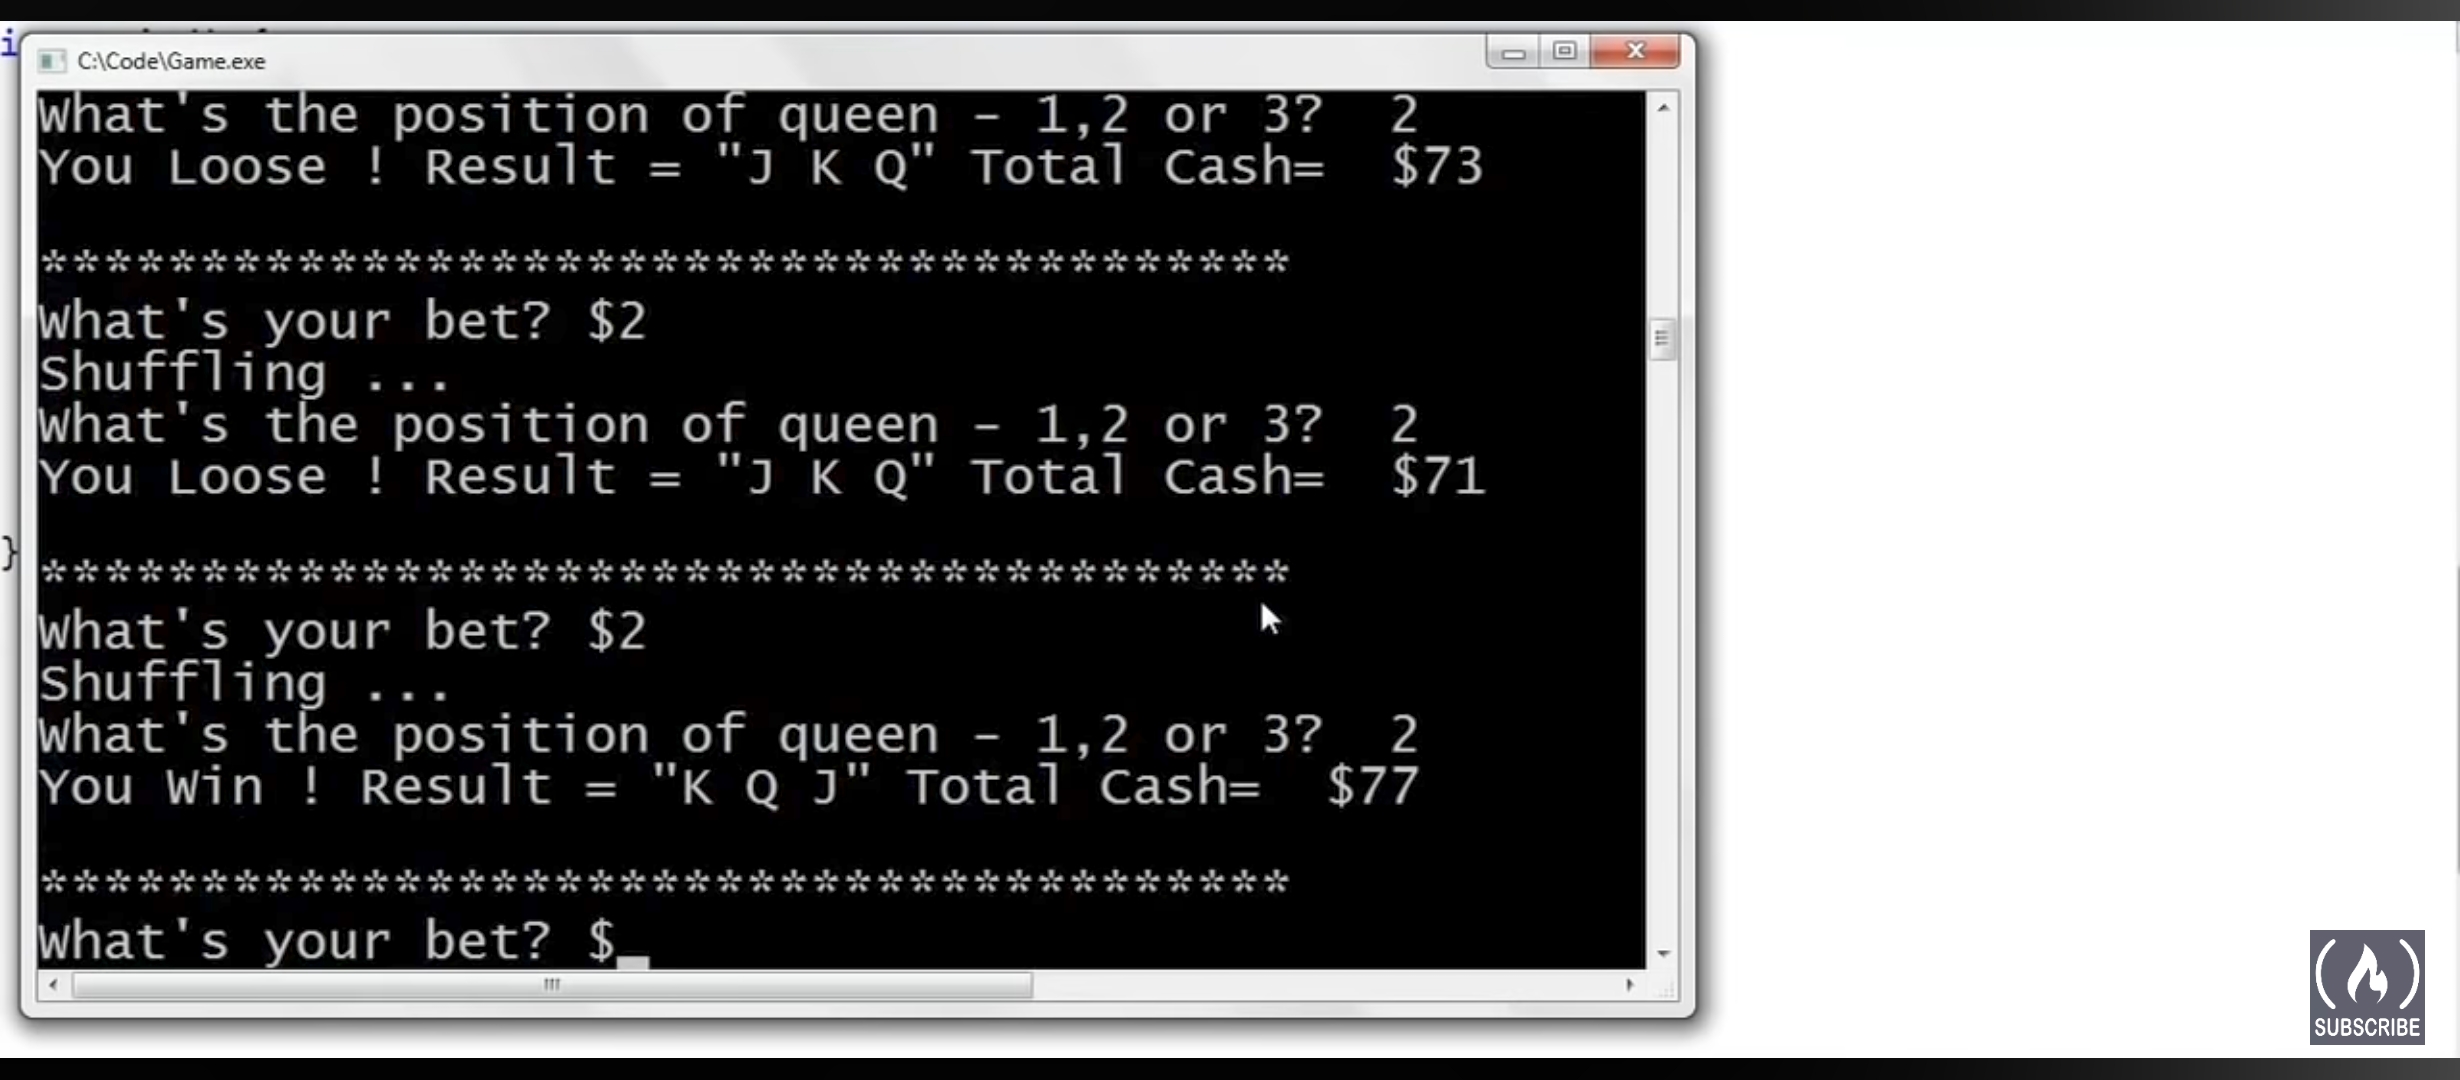 C:\Code\Game.exe
What's the position of queen – 1,2 or 3?  2
You Loose ! Result = "J K Q" Total Cash=  $73
***************************************
What's your bet? $2
Shuffling ...
What's the position of queen – 1,2 or 3?  2
You Loose ! Result = "J K Q" Total Cash=  $71
***************************************
What's your bet? $2
Shuffling ...
What's the position of queen – 1,2 or 3?  2
You Win ! Result = "K Q J" Total Cash=  $77
***************************************
What's your bet? $_
}
SUBSCRIBE